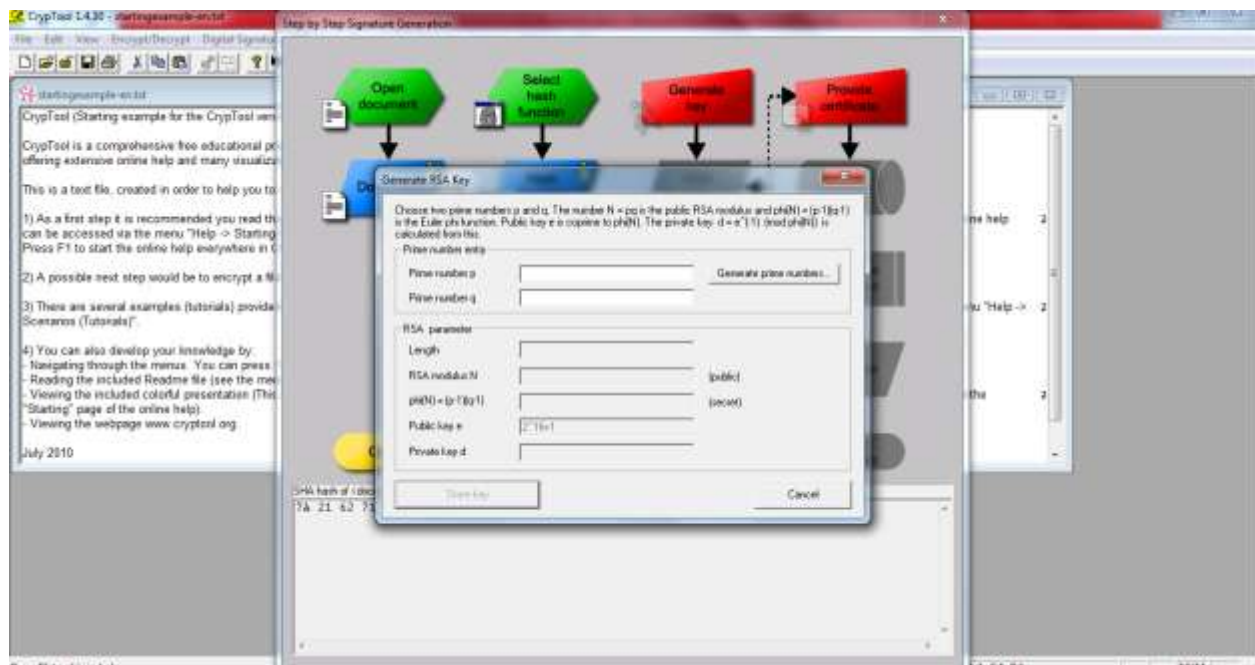 CrypTool 1.4.30 - startingexample-en.txt
File Edit View Encrypt/Decrypt Digital Signatu
Step by Step Signature Generation
startingexample-en.txt
CrypTool (Starting example for the CrypTool ver
CrypTool is a comprehensive free educational pr
offering extensive online help and many visualiza
This is a text file, created in order to help you to
1) As a first step it is recommended you read th
can be accessed via the menu "Help -> Starting
Press F1 to start the online help everywhere in C
2) A possible next step would be to encrypt a fil
3) There are several examples (tutorials) provide
Scenarios (Tutorials)".
4) You can also develop your knowledge by:
- Navigating through the menus. You can press
- Reading the included Readme file (see the men
- Viewing the included colorful presentation (This
"Starting" page of the online help).
- Viewing the webpage www.cryptool.org.
July 2010
ine help
nu "Help ->
the
Open
document
Select
hash
function
Generate
key
Provide
certificate
Do
Generate RSA Key
Choose two prime numbers p and q. The number N = pq is the public RSA modulus and phi(N) = (p-1)(q-1)
is the Euler phi function. Public key e is coprime to phi(N). The private key d = e^(-1) (mod phi(N)) is
calculated from this.
Prime number entry
Prime number p
Generate prime numbers...
Prime number q
RSA parameter
Length
RSA modulus N
(public)
phi(N) = (p-1)(q-1)
(secret)
Public key e
2^16+1
Private key d
Store key
Cancel
SHA hash of
7A 21 62 71